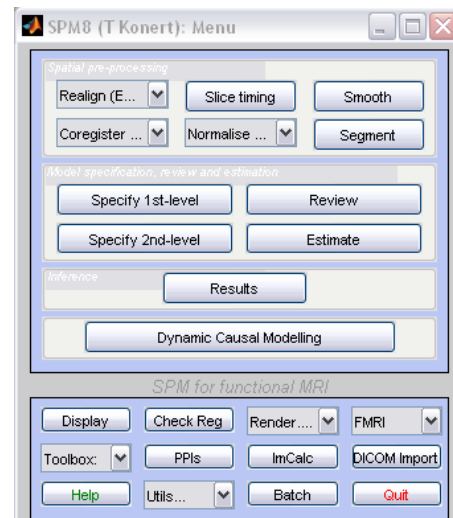 SPM8 (T Konert): Menu
Spatial pre-processing
Realign (E... Slice timing Smooth
Coregister ... Normalise ... Segment
Model specification, review and estimation
Specify 1st-level Review
Specify 2nd-level Estimate
Inference
Results
Dynamic Causal Modelling
SPM for functional MRI
Display Check Reg Render... FMRI
Toolbox: PPIs ImCalc DICOM Import
Help Utils... Batch Quit